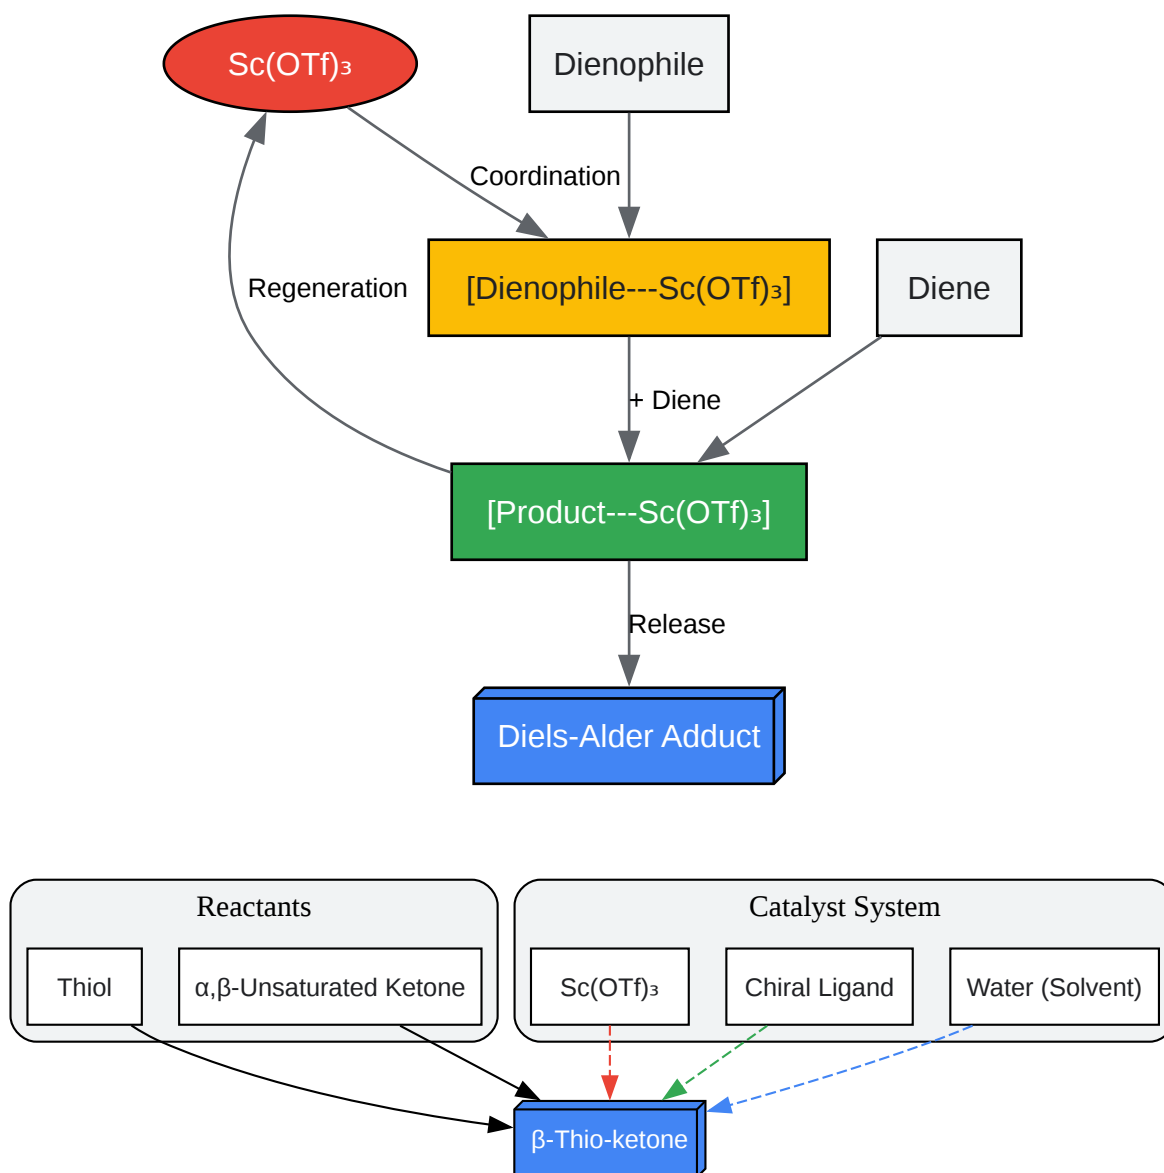 Sc(OTf)₃
Dienophile
Coordination
[Dienophile---Sc(OTf)₃]
Diene
Regeneration
+ Diene
[Product---Sc(OTf)₃]
Release
Diels-Alder Adduct
Reactants
Thiol
α,β-Unsaturated Ketone
Catalyst System
Sc(OTf)₃
Chiral Ligand
Water (Solvent)
β-Thio-ketone